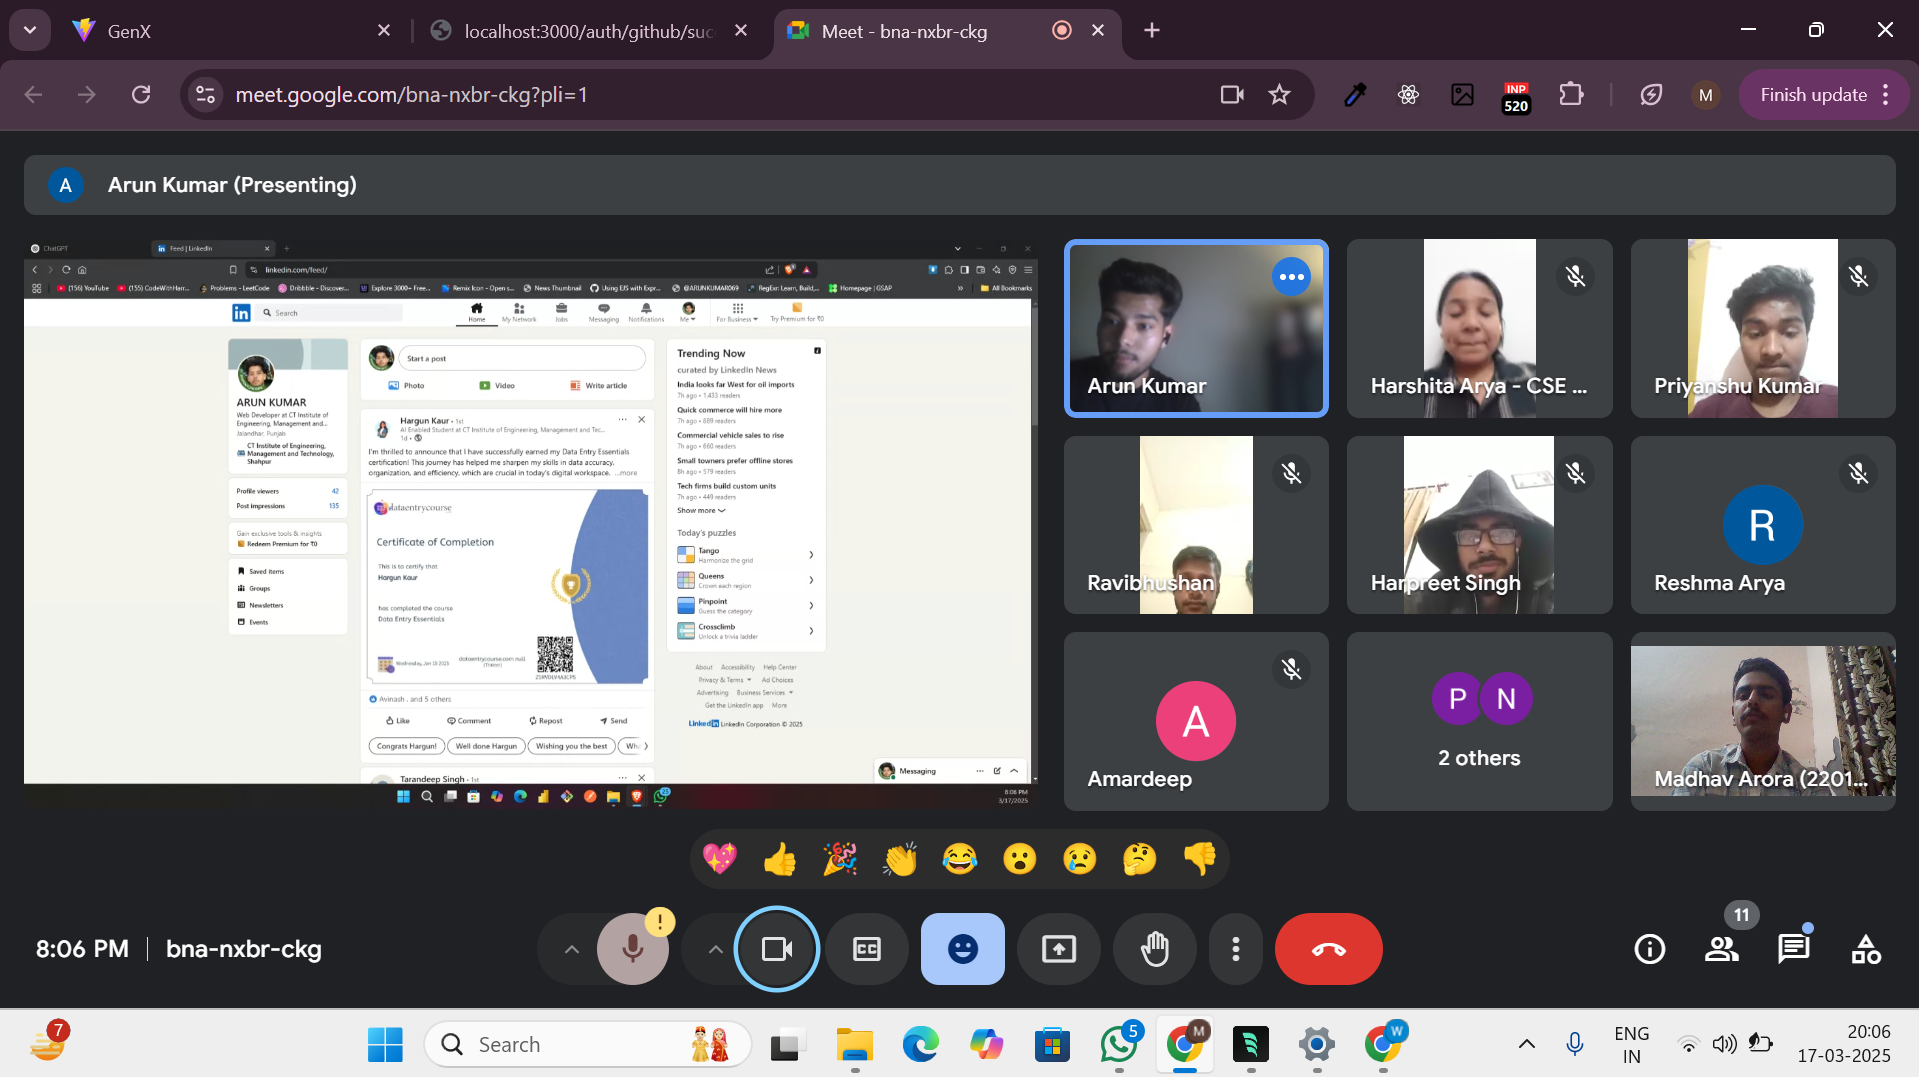 GenX
localhost:3000/auth/github/suc
Meet - bna-nxbr-ckg
meet.google.com/bna-nxbr-ckg?pli=1
INP
520
M
Finish update
A
Arun Kumar (Presenting)
ChatGPT
Feed | LinkedIn
linkedin.com/feed/
(156) YouTube
(155) CodeWithHarr...
Problems - LeetCode
Dribbble - Discover...
Explore 3000+ Free...
Remix Icon - Open s...
News Thumbnail
Using EJS with Expr...
@ARUNKUMAR069
RegExr: Learn, Build,...
Homepage | GSAP
All Bookmarks
Search
Home
My Network
Jobs
Messaging
Notifications
Me
For Business
Try Premium for ₹0
ARUN KUMAR
Web Developer at CT Institute of
Engineering, Management and...
Jalandhar, Punjab
CT Institute of Engineering,
Management and Technology,
Shahpur
Profile viewers 42
Post impressions 135
Gain exclusive tools & insights
Redeem Premium for ₹0
Saved items
Groups
Newsletters
Events
Start a post
Photo
Video
Write article
Hargun Kaur • 1st
AI Enabled Student at CT Institute of Engineering, Management and Tec...
1d •
I'm thrilled to announce that I have successfully earned my Data Entry Essentials
certification! This journey has helped me sharpen my skills in data accuracy,
organization, and efficiency, which are crucial in today's digital workspace. ...more
dataentrycourse
Certificate of Completion
This is to certify that
Hargun Kaur
has completed the course
Data Entry Essentials
dataentrycourse.com null
Avinash . and 5 others
Like
Comment
Repost
Send
Congrats Hargun!
Well done Hargun
Wishing you the best
Wha
Tarandeep Singh • 1st
Trending Now
curated by LinkedIn News
India looks far West for oil imports
7h ago • 1,433 readers
Quick commerce will hire more
7h ago • 889 readers
Commercial vehicle sales to rise
7h ago • 660 readers
Small towners prefer offline stores
8h ago • 579 readers
Tech firms build custom units
7h ago • 449 readers
Show more
Today's puzzles
Tango
Harmonize the grid
Queens
Crown each region
Pinpoint
Guess the category
Crossclimb
Unlock a trivia ladder
About Accessibility Help Center
Privacy & Terms Ad Choices
Advertising Business Services
Get the LinkedIn app More
LinkedIn LinkedIn Corporation © 2025
Messaging
8:06 PM
3/17/2025
Arun Kumar
Harshita Arya - CSE ...
Priyanshu Kumar
Ravibhushan
Harpreet Singh
R
Reshma Arya
A
Amardeep
P N
2 others
Madhav Arora (2201...
8:06 PM
bna-nxbr-ckg
!
CC
11
7
Search
5
M
W
ENG
IN
20:06
17-03-2025